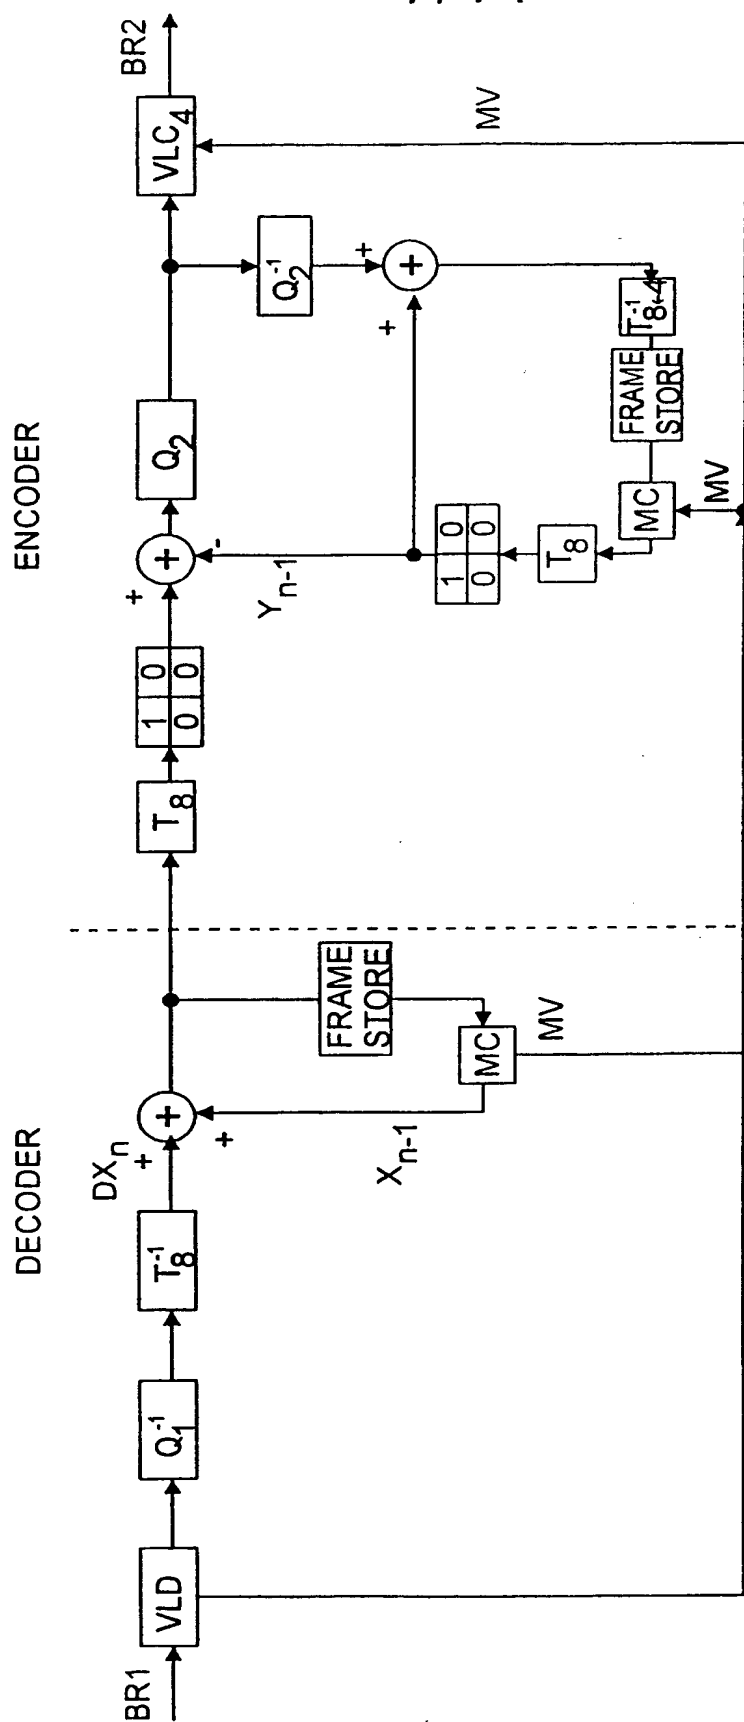 DECODER
ENCODER
BR1
VLD
Q₁⁻¹
T₈⁻¹
DXₙ
+
+
+
Xₙ₋₁
FRAME
STORE
MC
MV
T₈
1 0
0 0
+
+
-
Yₙ₋₁
Q₂
VLC₄
BR2
Q₂⁻¹
+
+
+
T₈₋₄⁻¹
FRAME
STORE
MC
MV
T₈
1 0
0 0
MV